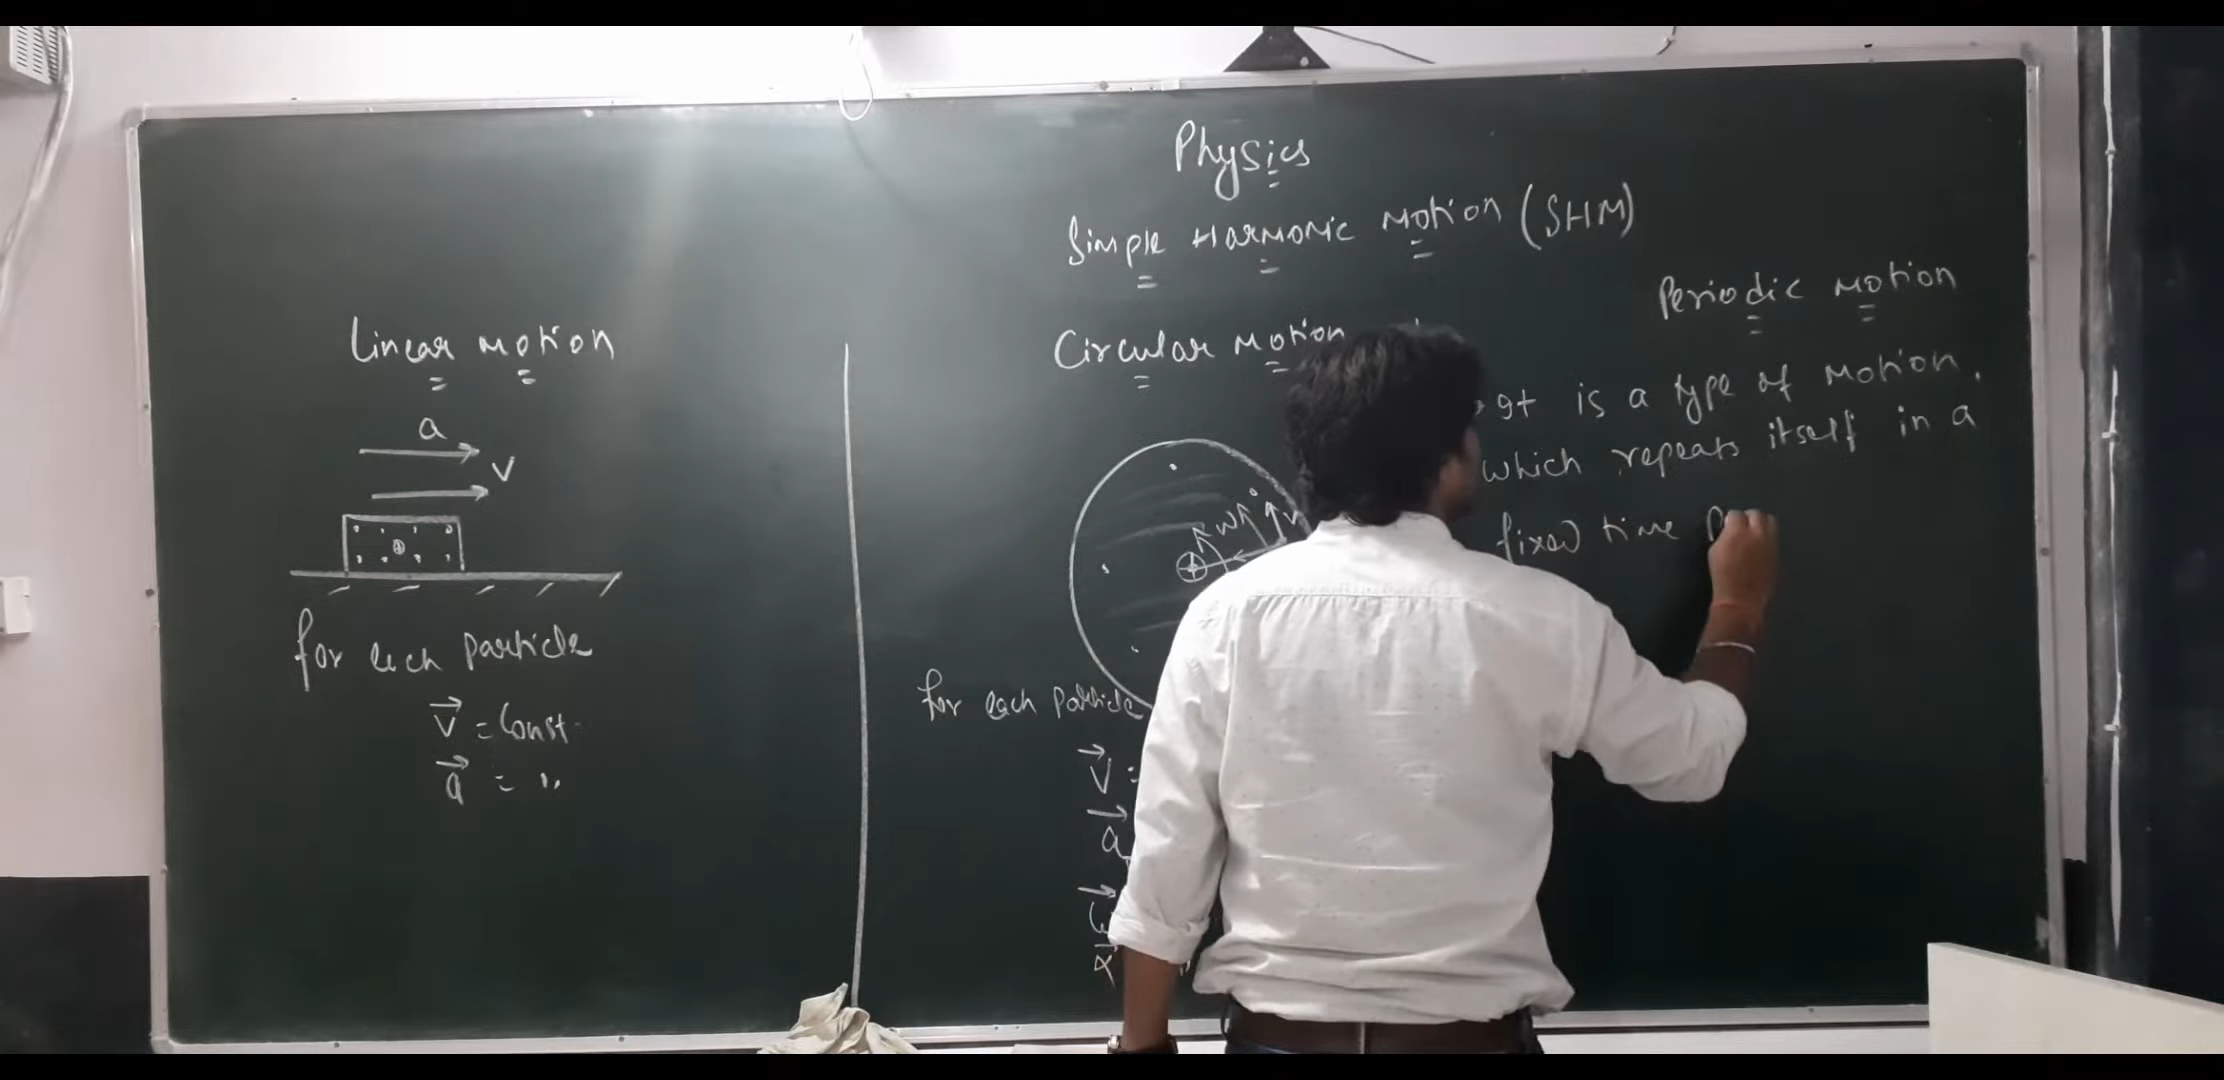 Physics
Simple Harmonic Motion (SHM)
Linear Motion
a
V
for each particle
V = Const
a = "
Circular Motion
W
V
for each particle
V =
a
ω
α
Periodic Motion
It is a type of Motion.
which repeats itself in a
fixed time